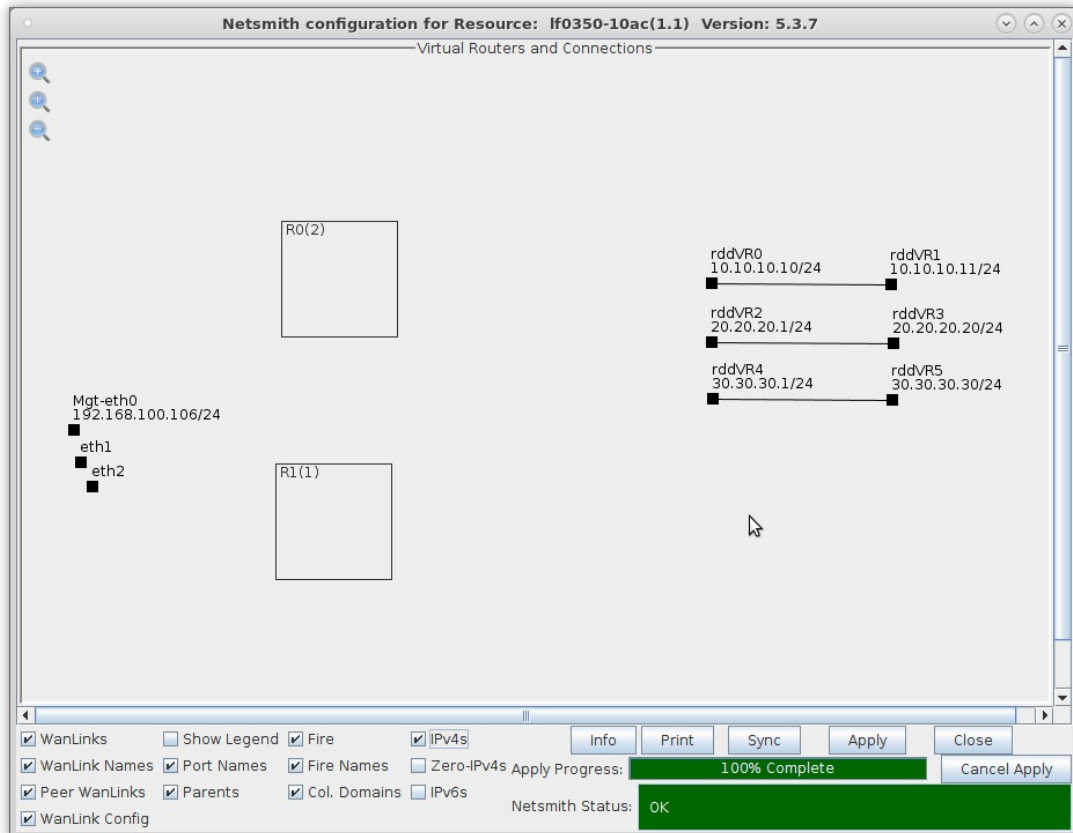 Netsmith configuration for Resource: lf0350-10ac(1.1) Version: 5.3.7
Virtual Routers and Connections
R0(2)
rddVR0
10.10.10.10/24
rddVR1
10.10.10.11/24
rddVR2
20.20.20.1/24
rddVR3
20.20.20.20/24
rddVR4
30.30.30.1/24
rddVR5
30.30.30.30/24
Mgt-eth0
192.168.100.106/24
eth1
eth2
R1(1)
WanLinks Show Legend Fire IPv4s Info Print Sync Apply Close
WanLink Names Port Names Fire Names Zero-IPv4s Apply Progress: 100% Complete Cancel Apply
Peer WanLinks Parents Col. Domains IPv6s Netsmith Status: OK
WanLink Config